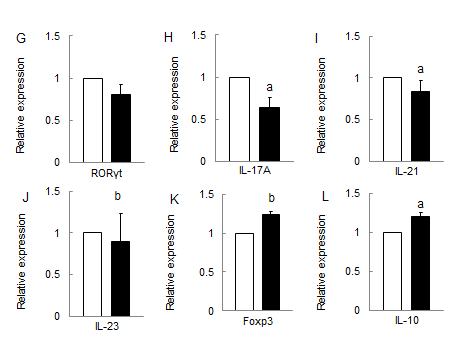 G
1.5
1
0.5
0
Relative expression
RORγt
H
1.5
1
0.5
0
Relative expression
a
IL-17A
I
1.5
1
0.5
0
Relative expression
a
IL-21
J
1.5
1
0.5
0
Relative expression
b
IL-23
K
1.5
1
0.5
0
Relative expression
b
Foxp3
L
1.5
1
0.5
0
Relative expression
a
IL-10